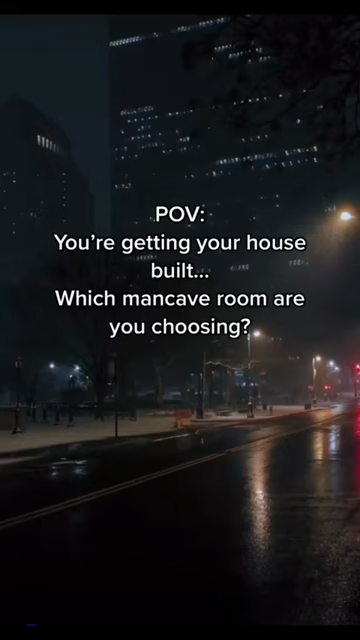 POV:
You're getting your house
built...
Which mancave room are
you choosing?